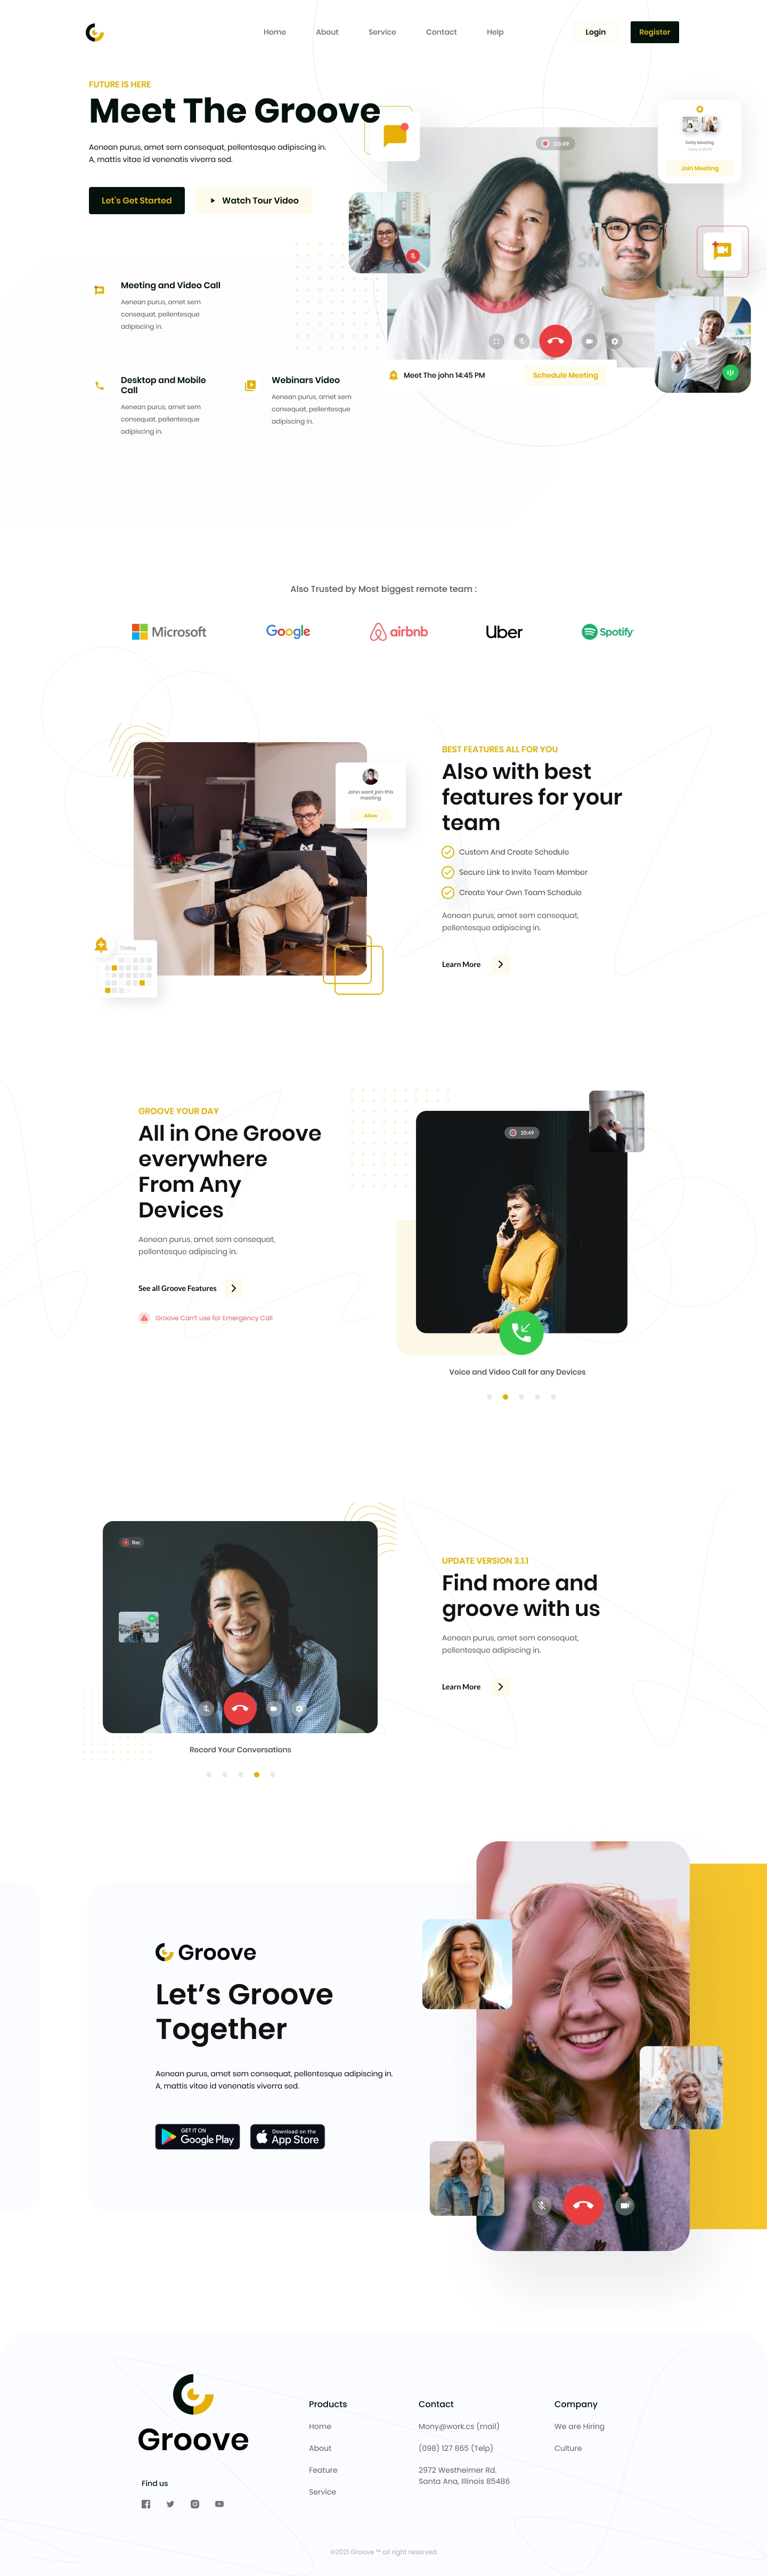 Home About Service Contact Help Login Register
FUTURE IS HERE
Meet The Groove
Aenean purus, amet sem consequat, pellentesque adipiscing in.
A, mattis vitae id venenatis viverra sed.
Let's Get Started
Watch Tour Video
03:49
Daily Meeting
Join Meeting
Meet The john 14:45 PM
Schedule Meeting
Meeting and Video Call
Aenean purus, amet sem
consequat, pellentesque
adipiscing in.
Desktop and Mobile
Call
Aenean purus, amet sem
consequat, pellentesque
adipiscing in.
Webinars Video
Aenean purus, amet sem
consequat, pellentesque
adipiscing in.
Also Trusted by Most biggest remote team :
Microsoft Google airbnb Uber Spotify
John want join this
meeting
Allow
Today
BEST FEATURES ALL FOR YOU
Also with best
features for your
team
Custom And Create Schedule
Secure Link to Invite Team Member
Create Your Own Team Schedule
Aenean purus, amet sem consequat,
pellentesque adipiscing in.
Learn More
GROOVE YOUR DAY
All in One Groove
everywhere
From Any
Devices
Aenean purus, amet sem consequat,
pellentesque adipiscing in.
See all Groove Features
Groove Can't use for Emergency Call
20:49
Voice and Video Call for any Devices
Rec
Record Your Conversations
UPDATE VERSION 3.1.1
Find more and
groove with us
Aenean purus, amet sem consequat,
pellentesque adipiscing in.
Learn More
Groove
Let's Groove
Together
Aenean purus, amet sem consequat, pellentesque adipiscing in.
A, mattis vitae id venenatis viverra sed.
GET IT ON
Google Play
Download on the
App Store
Groove
Find us
Products
Home
About
Feature
Service
Contact
Mony@work.cs (mail)
(098) 127 865 (Telp)
2972 Westheimer Rd.
Santa Ana, Illinois 85486
Company
We are Hiring
Culture
©2021 Groove ™ all right reserved